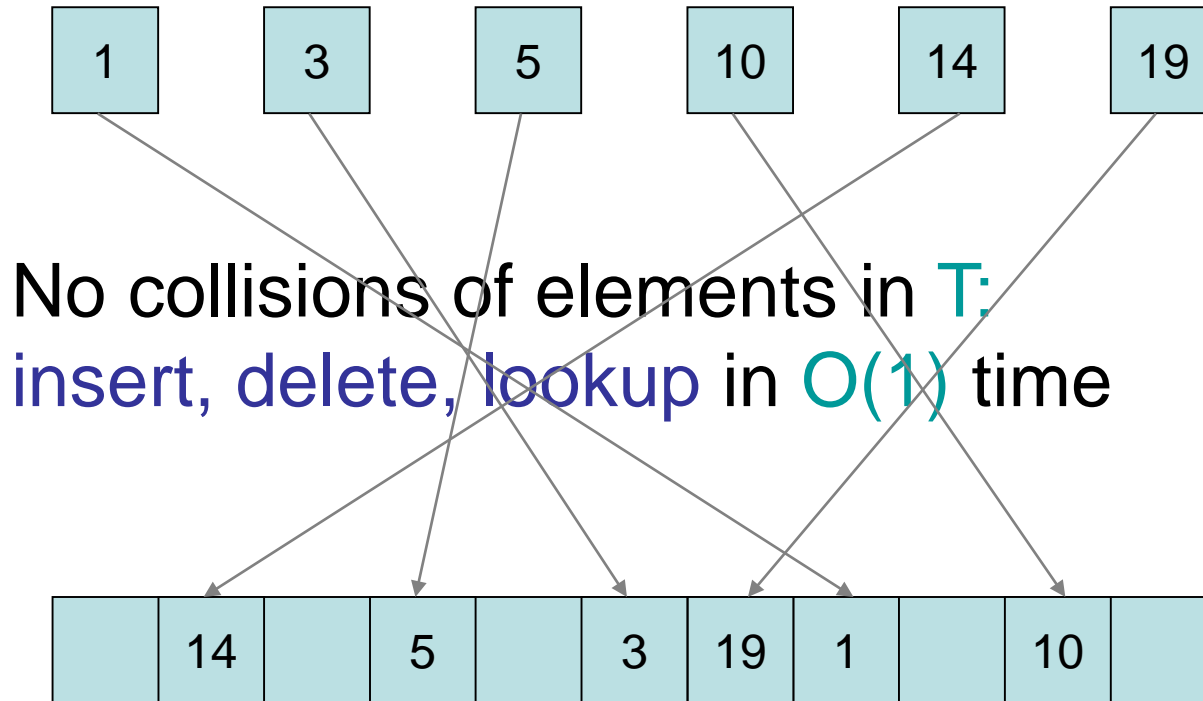 1 3 5 10 14 19
No collisions of elements in T:
insert, delete, lookup in O(1) time
14 5 3 19 1 10